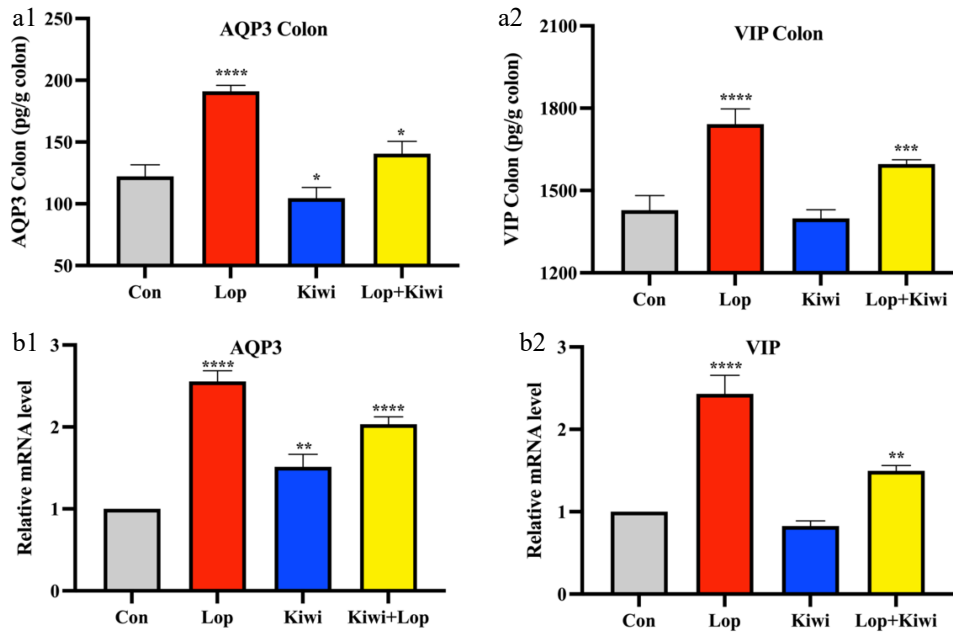 a1
AQP3 Colon
AQP3 Colon (pg/g colon)
250
200
150
100
50
****
*
*
Con
Lop
Kiwi
Lop+Kiwi
a2
VIP Colon
VIP Colon (pg/g colon)
2100
1800
1500
1200
****
***
Con
Lop
Kiwi
Lop+Kiwi
b1
AQP3
Relative mRNA level
3
2
1
0
****
**
****
Con
Lop
Kiwi
Kiwi+Lop
b2
VIP
Relative mRNA level
3
2
1
0
****
**
Con
Lop
Kiwi
Lop+Kiwi